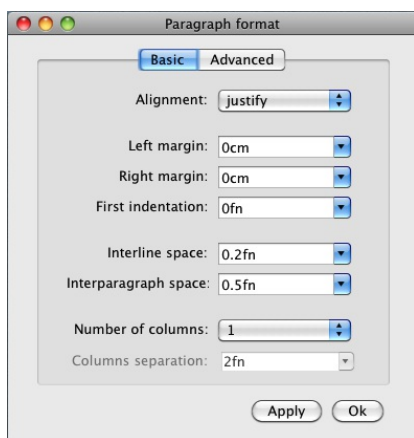 Paragraph format
Basic Advanced
Alignment: justify
Left margin: 0cm
Right margin: 0cm
First indentation: 0fn
Interline space: 0.2fn
Interparagraph space: 0.5fn
Number of columns: 1
Columns separation: 2fn
Apply Ok